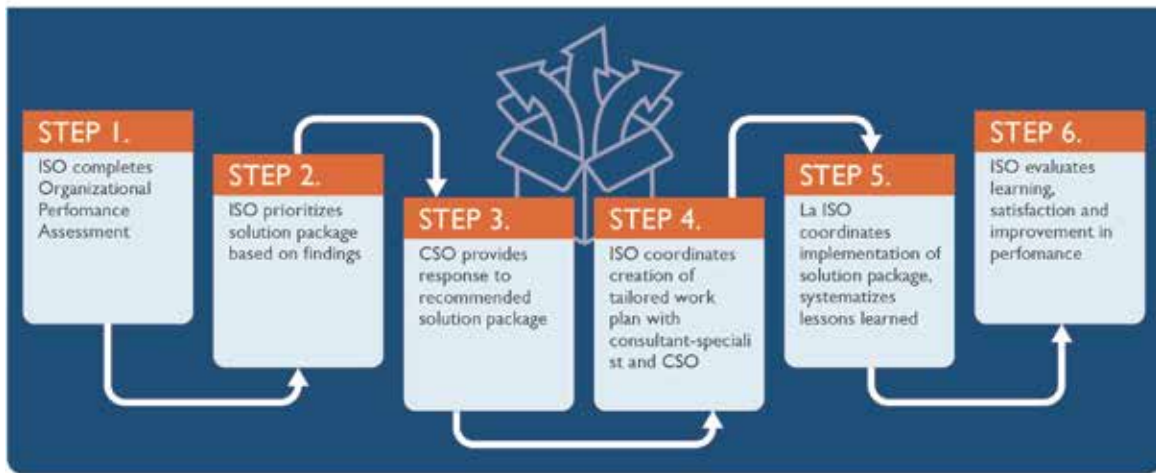 STEP 1.
ISO completes
Organizational
Perfomance
Assessment
STEP 2.
ISO prioritizes
solution package
based on findings
STEP 3.
CSO provides
response to
recommended
solution package
STEP 4.
ISO coordinates
creation of
tailored work
plan with
consultant-speciali
st and CSO
STEP 5.
La ISO
coordinates
implementation of
solution package,
systematizes
lessons learned
STEP 6.
ISO evaluates
learning,
satisfaction and
improvement in
perfomance